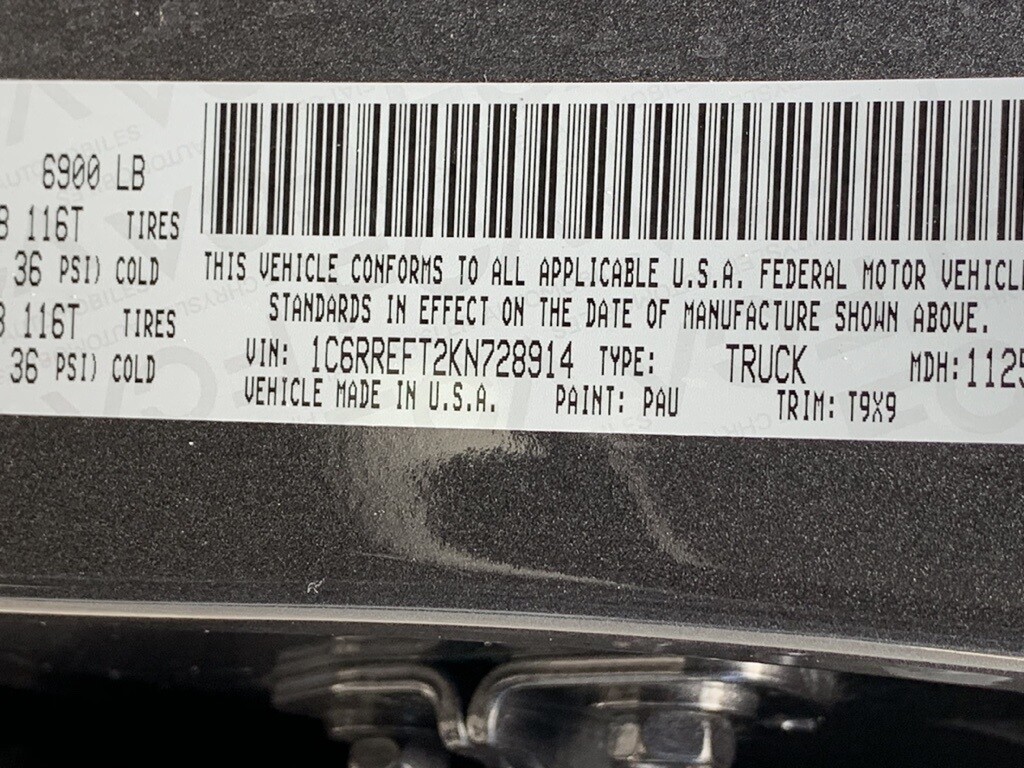 6900 LB
116T TIRES
36 PSI) COLD
116T TIRES
36 PSI) COLD
THIS VEHICLE CONFORMS TO ALL APPLICABLE U.S.A. FEDERAL MOTOR VEHICLE
STANDARDS IN EFFECT ON THE DATE OF MANUFACTURE SHOWN ABOVE.
VIN: 1C6RREFT2KN728914 TYPE: TRUCK MDH: 1125
VEHICLE MADE IN U.S.A. PAINT: PAU TRIM: T9X9